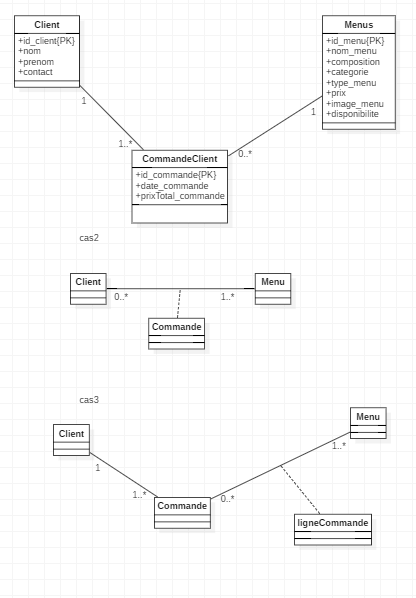 Client
+id_client{PK}
+nom
+prenom
+contact
Menus
+id_menu{PK}
+nom_menu
+composition
+categorie
+type_menu
+prix
+image_menu
+disponibilite
1
1..*
1
0..*
CommandeClient
+id_commande{PK}
+date_commande
+prixTotal_commande
cas2
Client
0..*
1..*
Menu
Commande
cas3
Client
1
1..*
Commande
0..*
1..*
Menu
ligneCommande